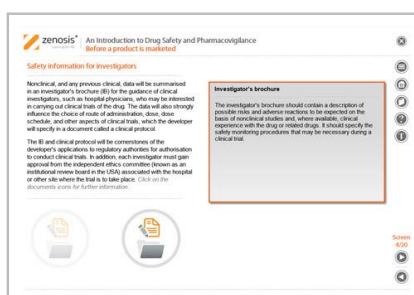 zenosis®
An Introduction to Drug Safety and Pharmacovigilance
Before a product is marketed
Safety information for investigators
Nonclinical, and any previous clinical, data will be summarised
in an investigator's brochure (IB) for the guidance of clinical
investigators, such as hospital physicians, who may be interested
in carrying out clinical trials of the drug. The data will also strongly
influence the choice of route of administration, dose, dose
schedule, and other aspects of clinical trials, which the developer
will specify in a document called a clinical protocol.
The IB and clinical protocol will be cornerstones of the
developer's applications to regulatory authorities for authorisation
to conduct clinical trials. In addition, each investigator must gain
approval from the independent ethics committee (known as an
institutional review board in the USA) associated with the hospital
or other site where the trial is to take place. Click on the
documents icons for further information.
Investigator's brochure
The investigator's brochure should contain a description of
possible risks and adverse reactions to be expected on the
basis of nonclinical studies and, where available, clinical
experience with the drug or related drugs. It should specify the
safety monitoring procedures that may be necessary during a
clinical trial.
Screen
4/20